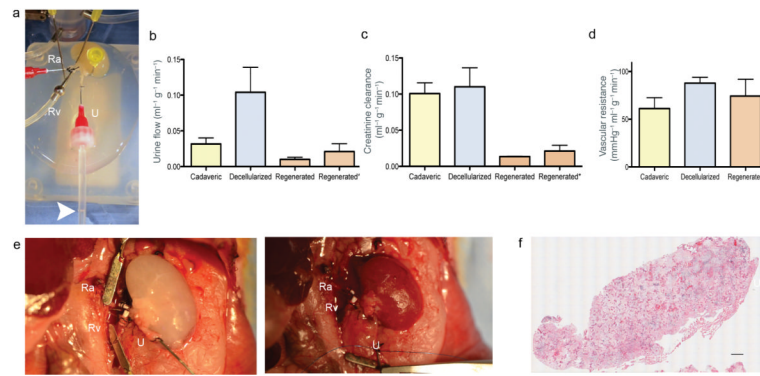 a
Ra
Rv
U
b
Urine flow (ml⁻¹ g⁻¹ min⁻¹)
0.15
0.10
0.05
0.00
Cadaveric
Decellularized
Regenerated
Regenerated*
c
Creatinine clearance
(ml⁻¹ g⁻¹ min⁻¹)
0.15
0.10
0.05
0.00
Cadaveric
Decellularized
Regenerated
Regenerated*
d
Vascular resistance
(mmHg⁻¹ ml⁻¹ g⁻¹ min⁻¹)
100
50
0
Cadaveric
Decellularized
Regenerate
e
Ra
Rv
U
Ra
Rv
U
f